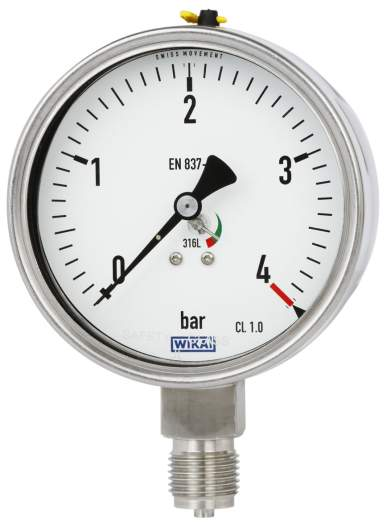 SWISS MOVEMENT
2
EN 837-
1
3
316L
0
4
bar
CL 1.0
WIKA